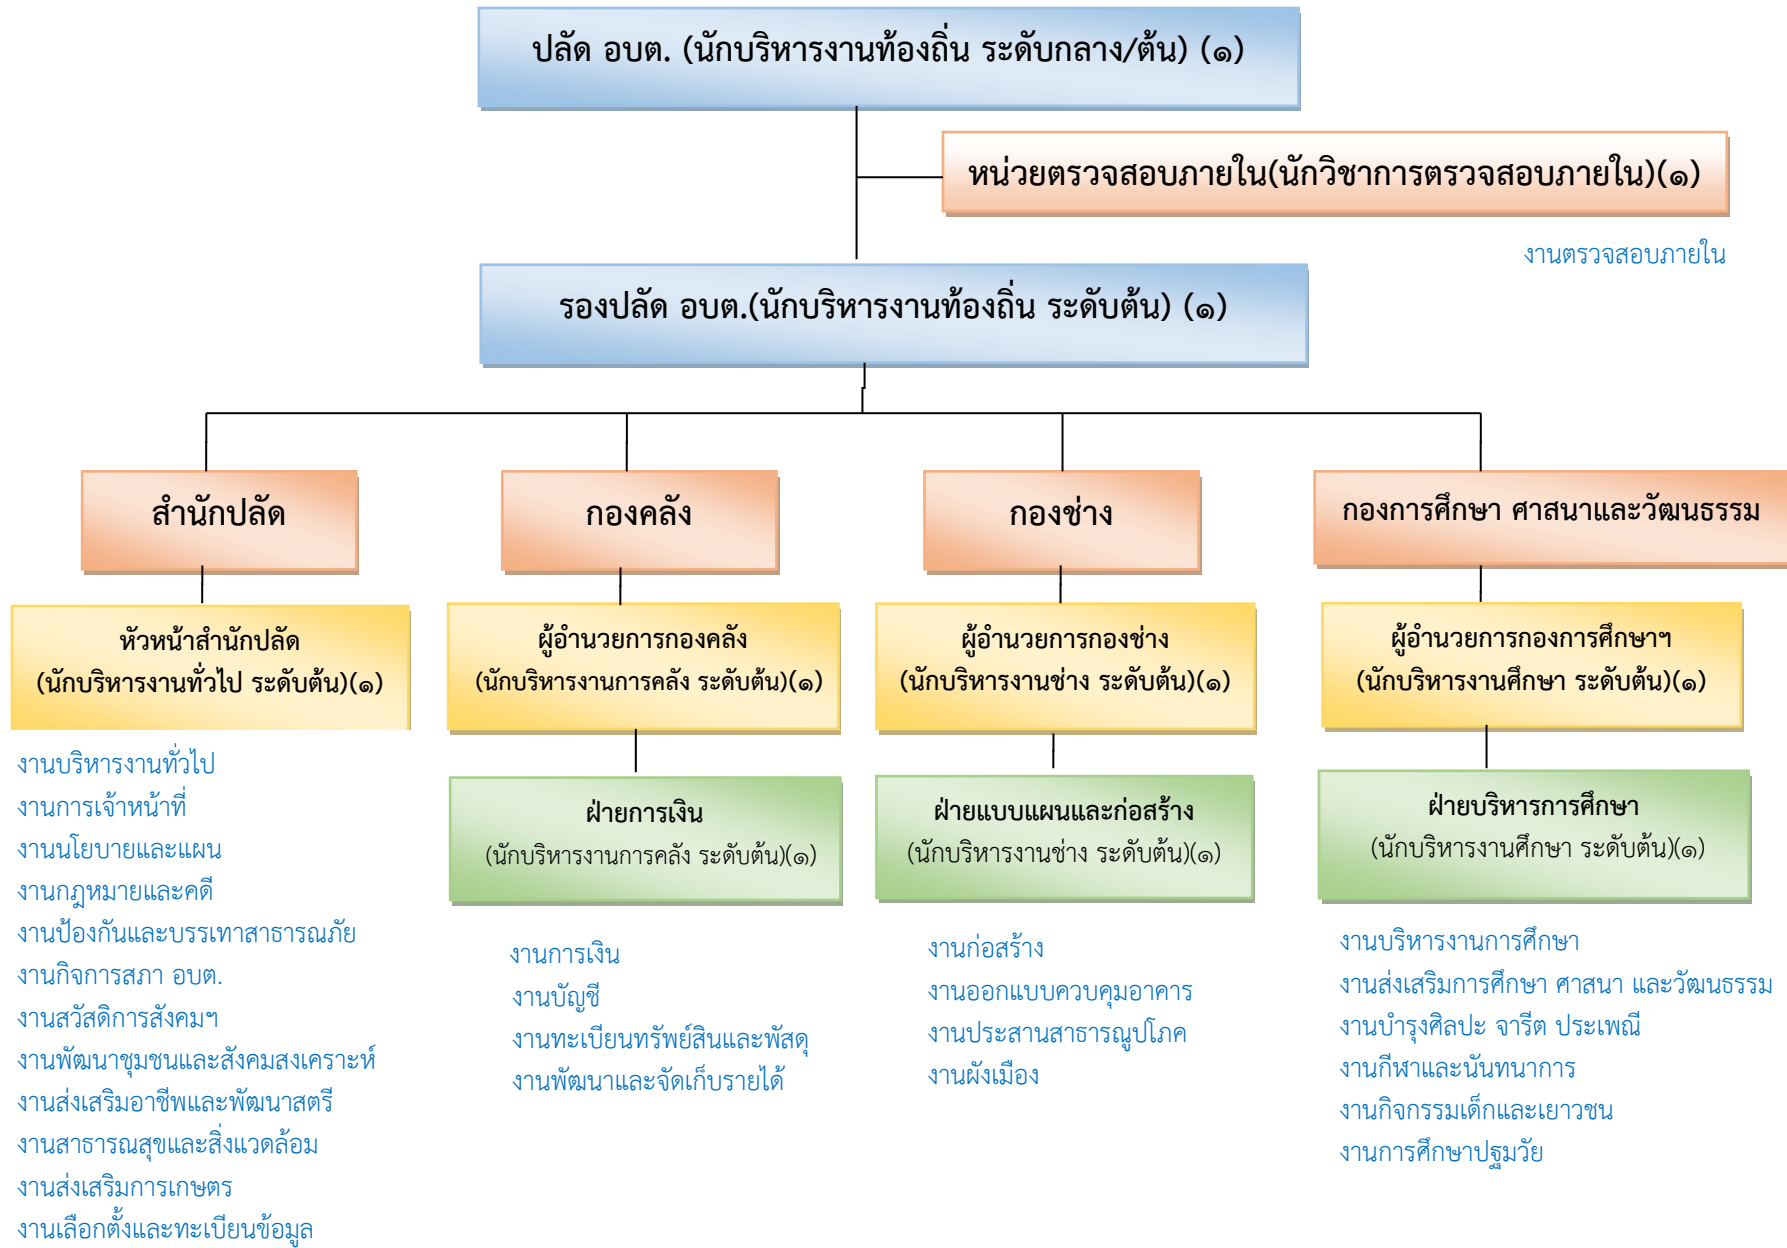 ปลัด อบต. (นักบริหารงานท้องถิ่น ระดับกลาง/ต้น) (๑)
หน่วยตรวจสอบภายใน(นักวิชาการตรวจสอบภายใน)(๑)
งานตรวจสอบภายใน
รองปลัด อบต.(นักบริหารงานท้องถิ่น ระดับต้น) (๑)
สำนักปลัด
หัวหน้าสำนักปลัด
(นักบริหารงานทั่วไป ระดับต้น)(๑)
งานบริหารงานทั่วไป
งานการเจ้าหน้าที่
งานนโยบายและแผน
งานกฎหมายและคดี
งานป้องกันและบรรเทาสาธารณภัย
งานกิจการสภา อบต.
งานสวัสดิการสังคมฯ
งานพัฒนาชุมชนและสังคมสงเคราะห์
งานส่งเสริมอาชีพและพัฒนาสตรี
งานสาธารณสุขและสิ่งแวดล้อม
งานส่งเสริมการเกษตร
งานเลือกตั้งและทะเบียนข้อมูล
กองคลัง
ผู้อำนวยการกองคลัง
(นักบริหารงานการคลัง ระดับต้น)(๑)
ฝ่ายการเงิน
(นักบริหารงานการคลัง ระดับต้น)(๑)
งานการเงิน
งานบัญชี
งานทะเบียนทรัพย์สินและพัสดุ
งานพัฒนาและจัดเก็บรายได้
กองช่าง
ผู้อำนวยการกองช่าง
(นักบริหารงานช่าง ระดับต้น)(๑)
ฝ่ายแบบแผนและก่อสร้าง
(นักบริหารงานช่าง ระดับต้น)(๑)
งานก่อสร้าง
งานออกแบบควบคุมอาคาร
งานประสานสาธารณูปโภค
งานผังเมือง
กองการศึกษา ศาสนาและวัฒนธรรม
ผู้อำนวยการกองการศึกษาฯ
(นักบริหารงานศึกษา ระดับต้น)(๑)
ฝ่ายบริหารการศึกษา
(นักบริหารงานศึกษา ระดับต้น)(๑)
งานบริหารงานการศึกษา
งานส่งเสริมการศึกษา ศาสนา และวัฒนธรรม
งานบำรุงศิลปะ จารีต ประเพณี
งานกีฬาและนันทนาการ
งานกิจกรรมเด็กและเยาวชน
งานการศึกษาปฐมวัย